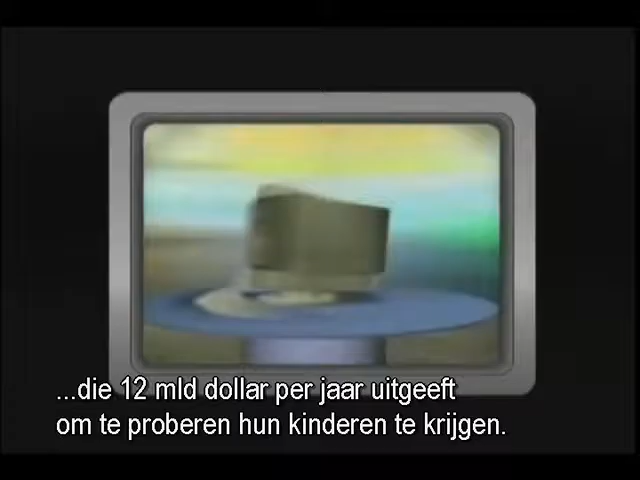 ...die 12 mld dollar per jaar uitgeeft
om te proberen hun kinderen te krijgen.